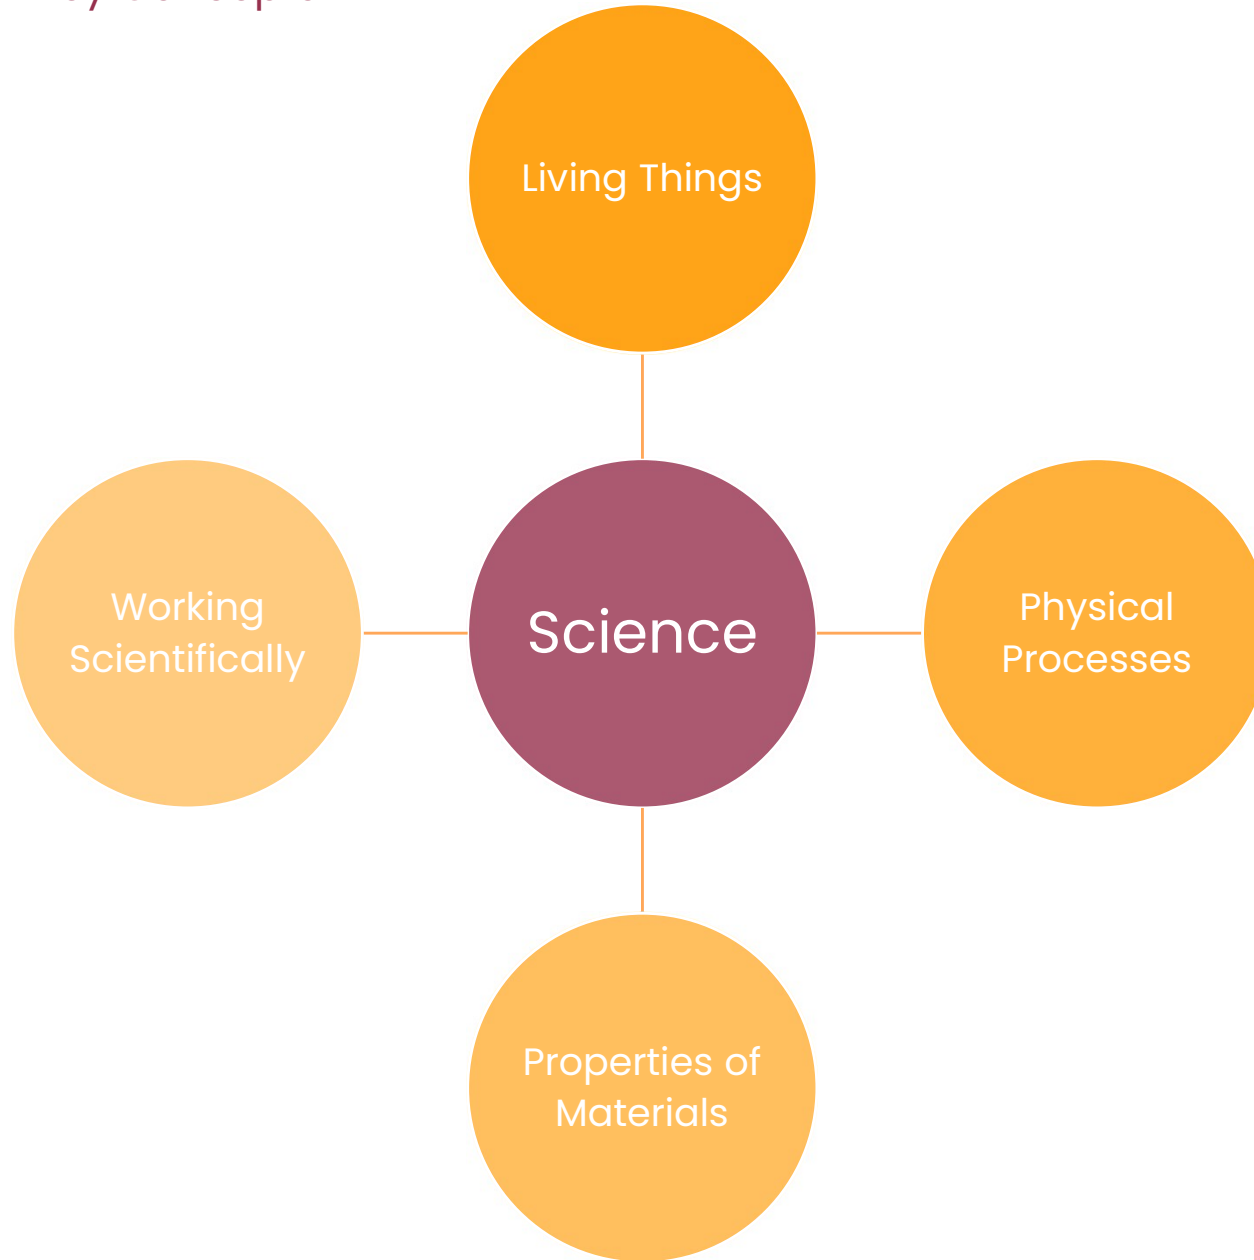 Living Things
Working
Scientifically
Science
Physical
Processes
Properties of
Materials